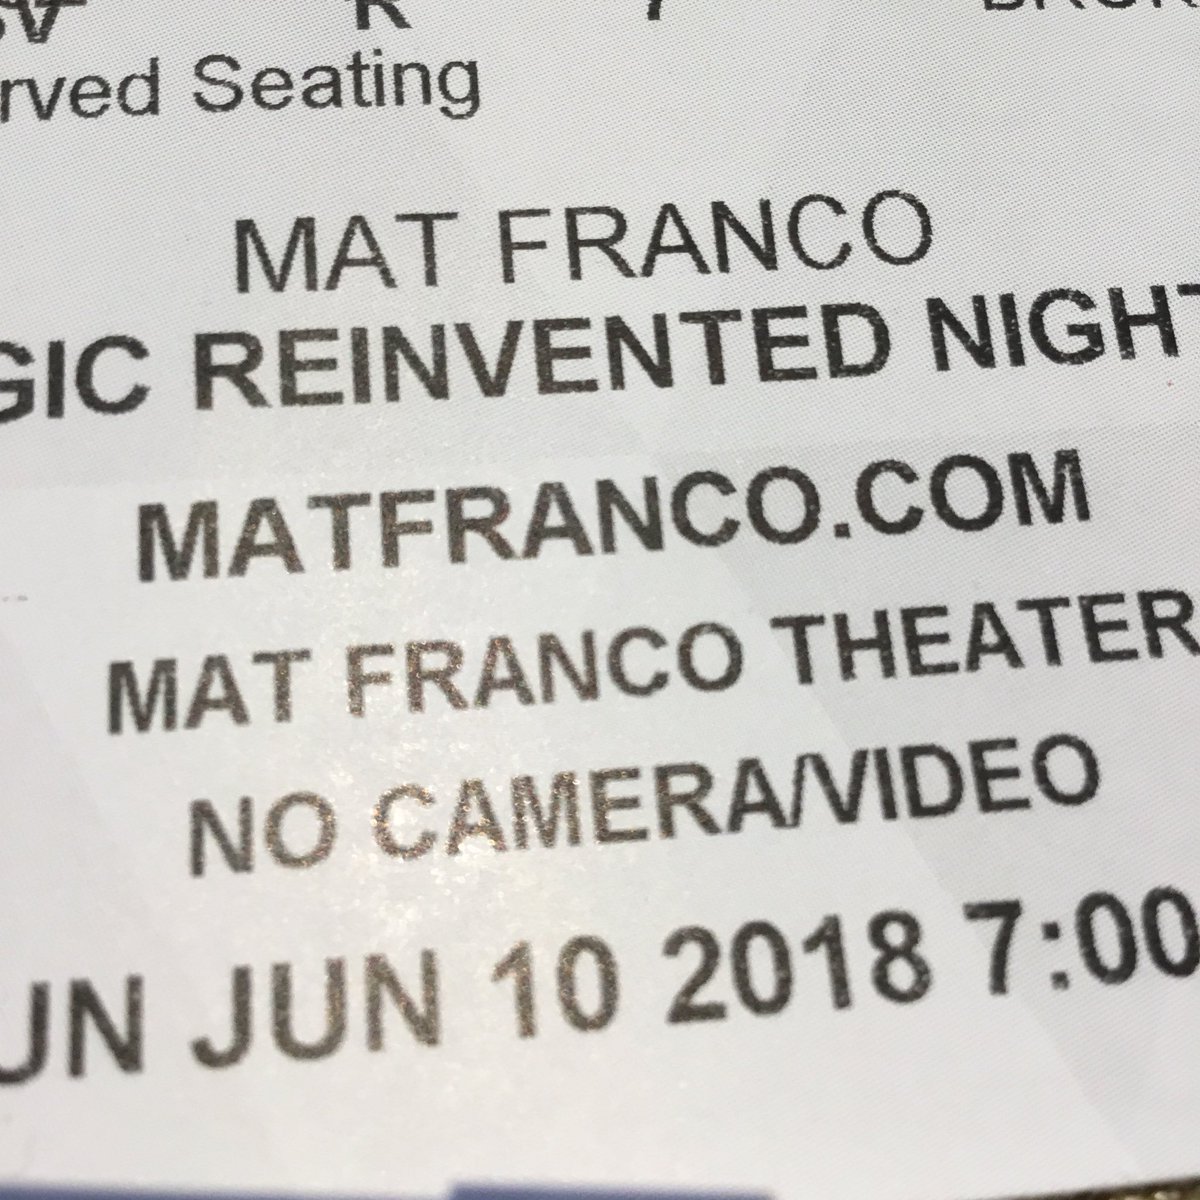 R
rved Seating
MAT FRANCO
GIC REINVENTED NIGHT
MATFRANCO.COM
MAT FRANCO THEATER
NO CAMERA/VIDEO
UN JUN 10 2018 7:00